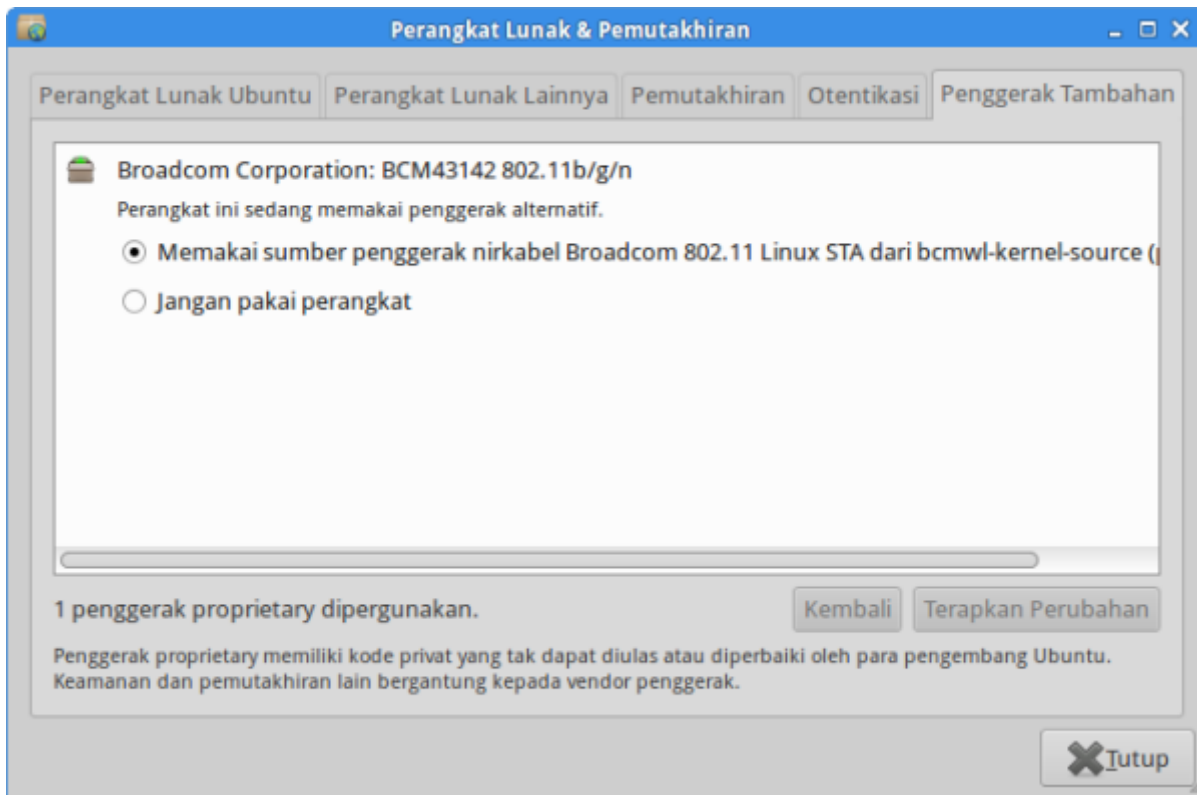 Perangkat Lunak & Pemutakhiran
Perangkat Lunak Ubuntu Perangkat Lunak Lainnya Pemutakhiran Otentikasi Penggerak Tambahan
Broadcom Corporation: BCM43142 802.11b/g/n
Perangkat ini sedang memakai penggerak alternatif.
Memakai sumber penggerak nirkabel Broadcom 802.11 Linux STA dari bcmwl-kernel-source (
Jangan pakai perangkat
1 penggerak proprietary dipergunakan. Kembali Terapkan Perubahan
Penggerak proprietary memiliki kode privat yang tak dapat diulas atau diperbaiki oleh para pengembang Ubuntu.
Keamanan dan pemutakhiran lain bergantung kepada vendor penggerak.
Tutup